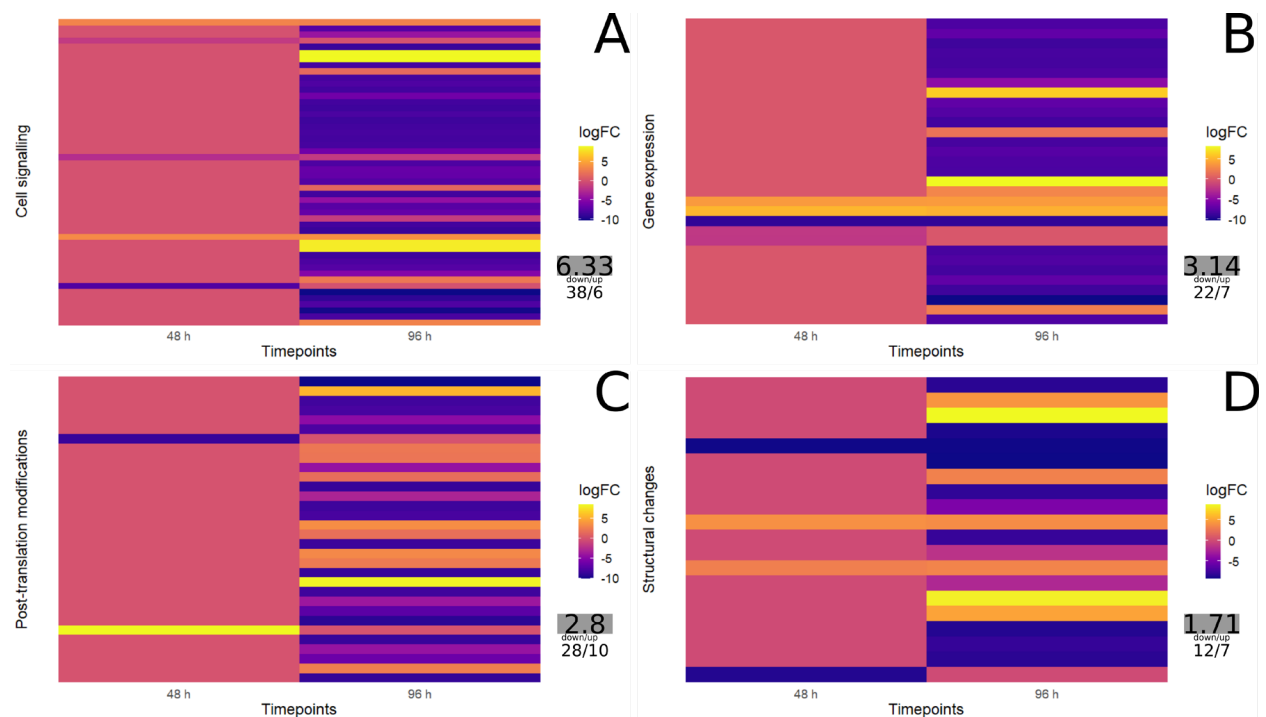 A
Cell signalling
logFC
5
0
-5
-10
6.33
down/up
38/6
48 h
96 h
Timepoints
B
Gene expression
logFC
5
0
-5
-10
3.14
down/up
22/7
48 h
96 h
Timepoints
C
Post-translation modifications
logFC
5
0
-5
-10
2.8
down/up
28/10
48 h
96 h
Timepoints
D
Structural changes
logFC
5
0
-5
1.71
down/up
12/7
48 h
96 h
Timepoints